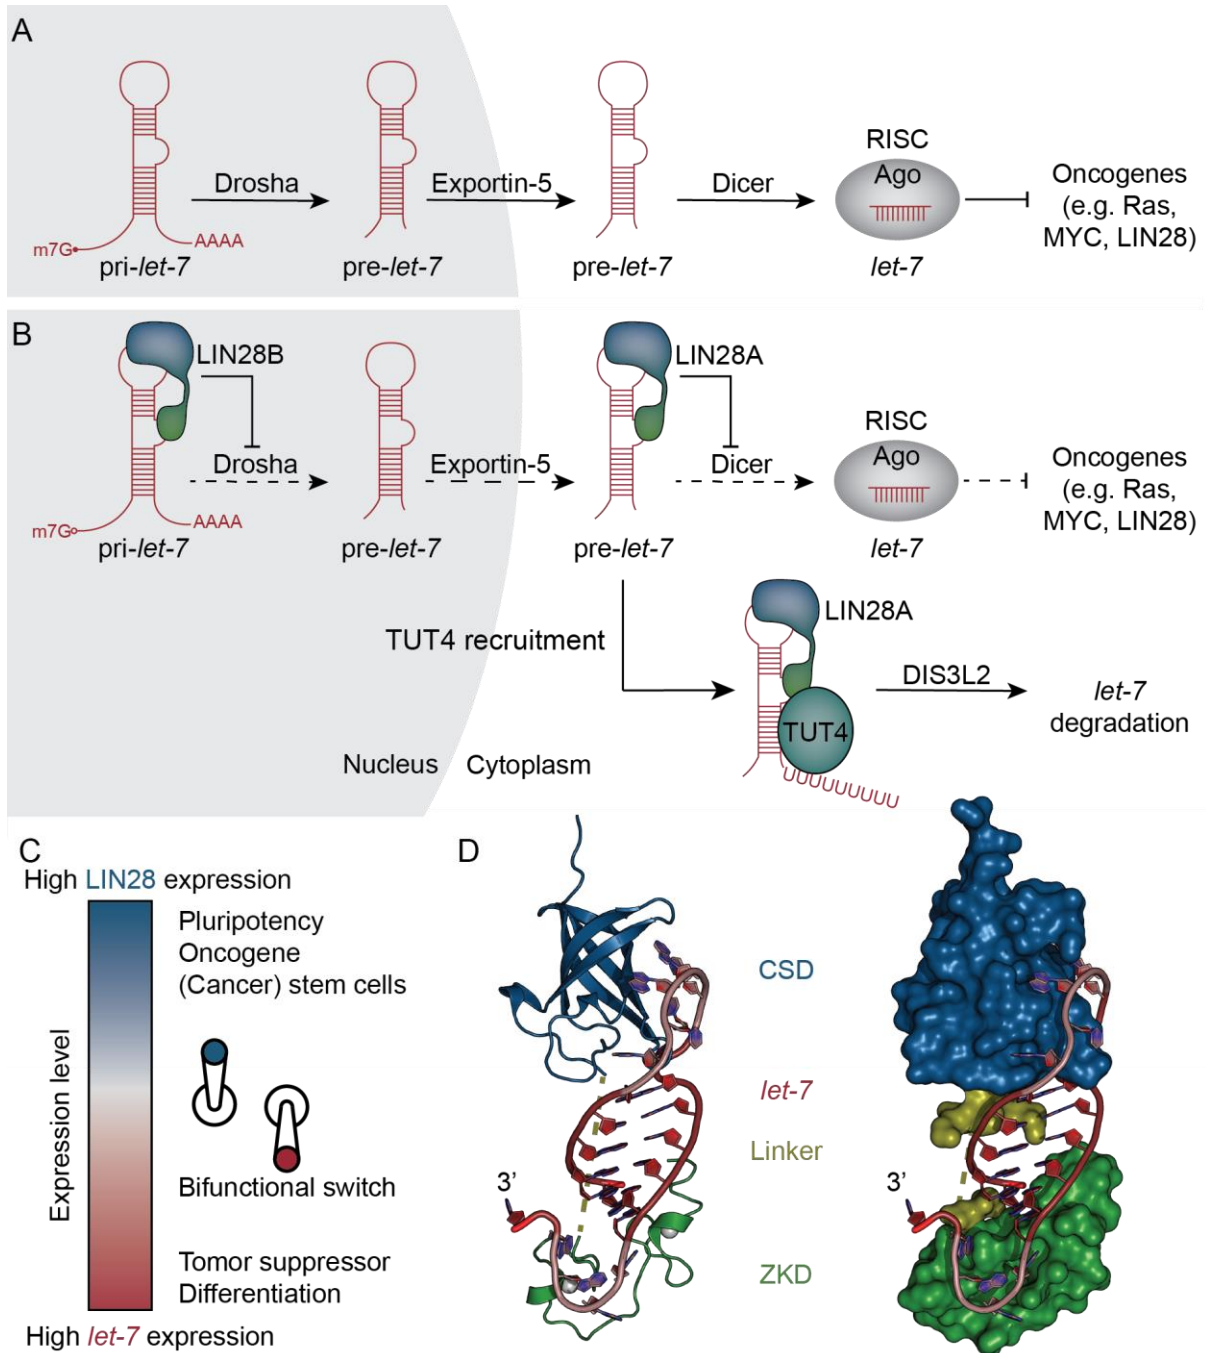 A
Drosha
Exportin-5
Dicer
RISC
Ago
Oncogenes
(e.g. Ras,
MYC, LIN28)
m7G
AAAA
pri-let-7
pre-let-7
pre-let-7
let-7
B
LIN28B
LIN28A
Drosha
Exportin-5
Dicer
RISC
Ago
Oncogenes
(e.g. Ras,
MYC, LIN28)
m7G
AAAA
pri-let-7
pre-let-7
pre-let-7
let-7
TUT4 recruitment
LIN28A
TUT4
UUUUUUUUU
DIS3L2
let-7
degradation
Nucleus
Cytoplasm
C
High LIN28 expression
Expression level
Pluripotency
Oncogene
(Cancer) stem cells
Bifunctional switch
Tomor suppressor
Differentiation
High let-7 expression
D
CSD
let-7
Linker
ZKD
3’
3’